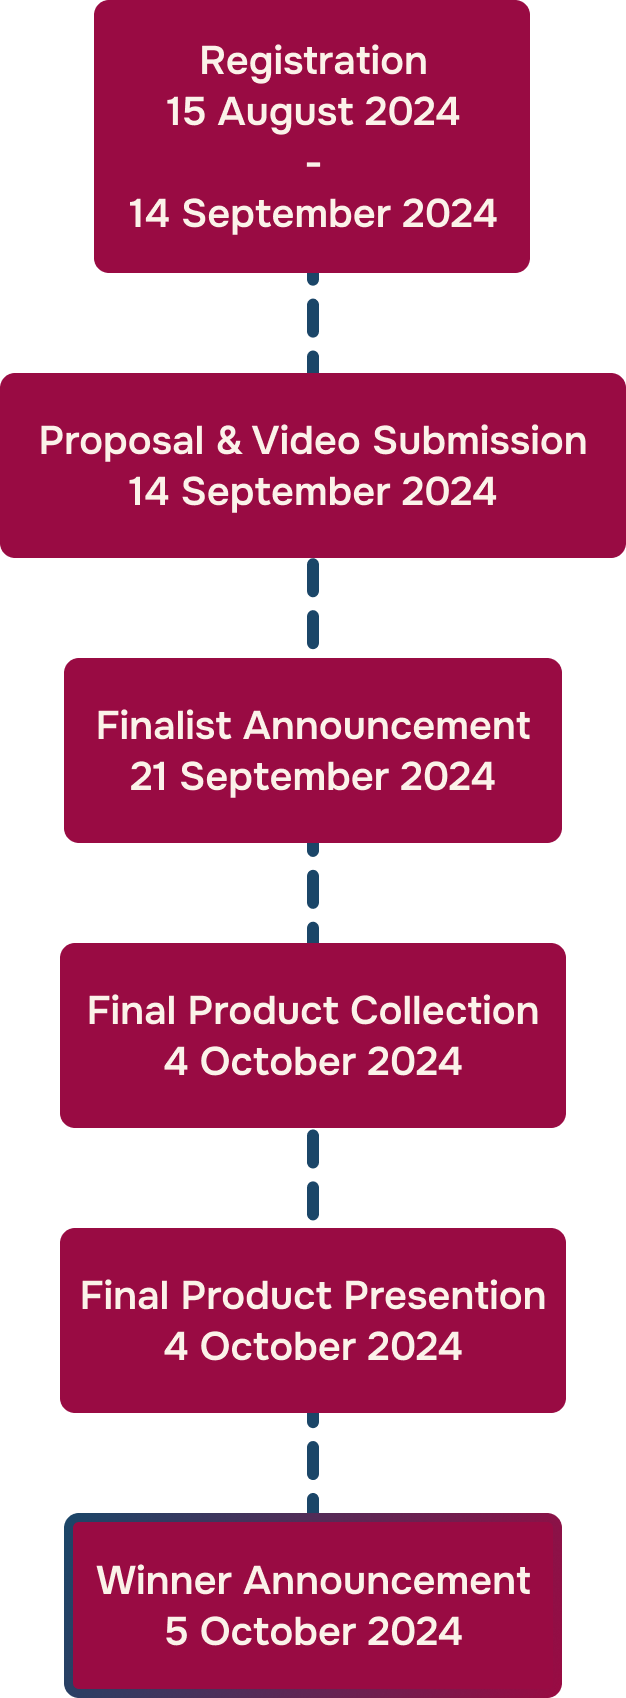 Registration
15 August 2024
-
14 September 2024
Proposal & Video Submission
14 September 2024
Finalist Announcement
21 September 2024
Final Product Collection
4 October 2024
Final Product Presention
4 October 2024
Winner Announcement
5 October 2024